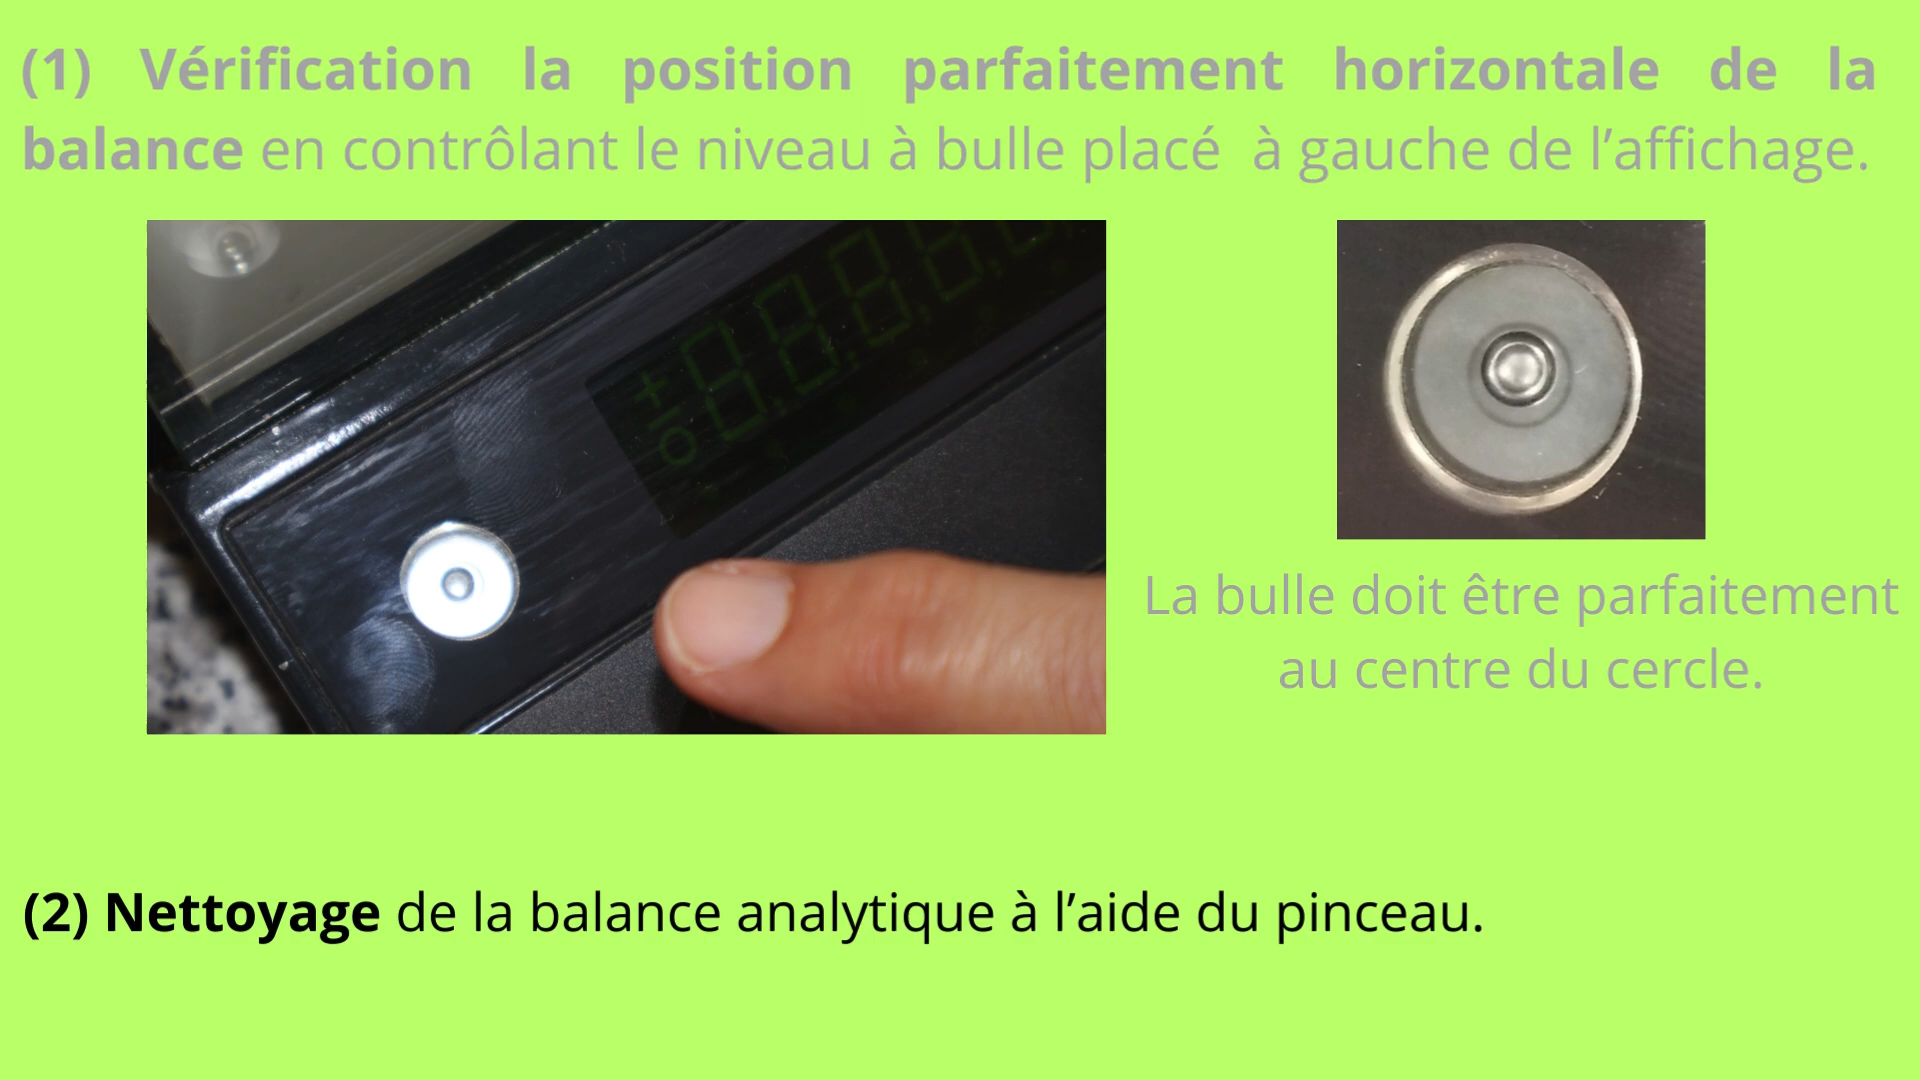 (1) Vérification la position parfaitement horizontale de la
balance en contrôlant le niveau à bulle placé à gauche de l’affichage.
La bulle doit être parfaitement
au centre du cercle.
(2) Nettoyage de la balance analytique à l’aide du pinceau.